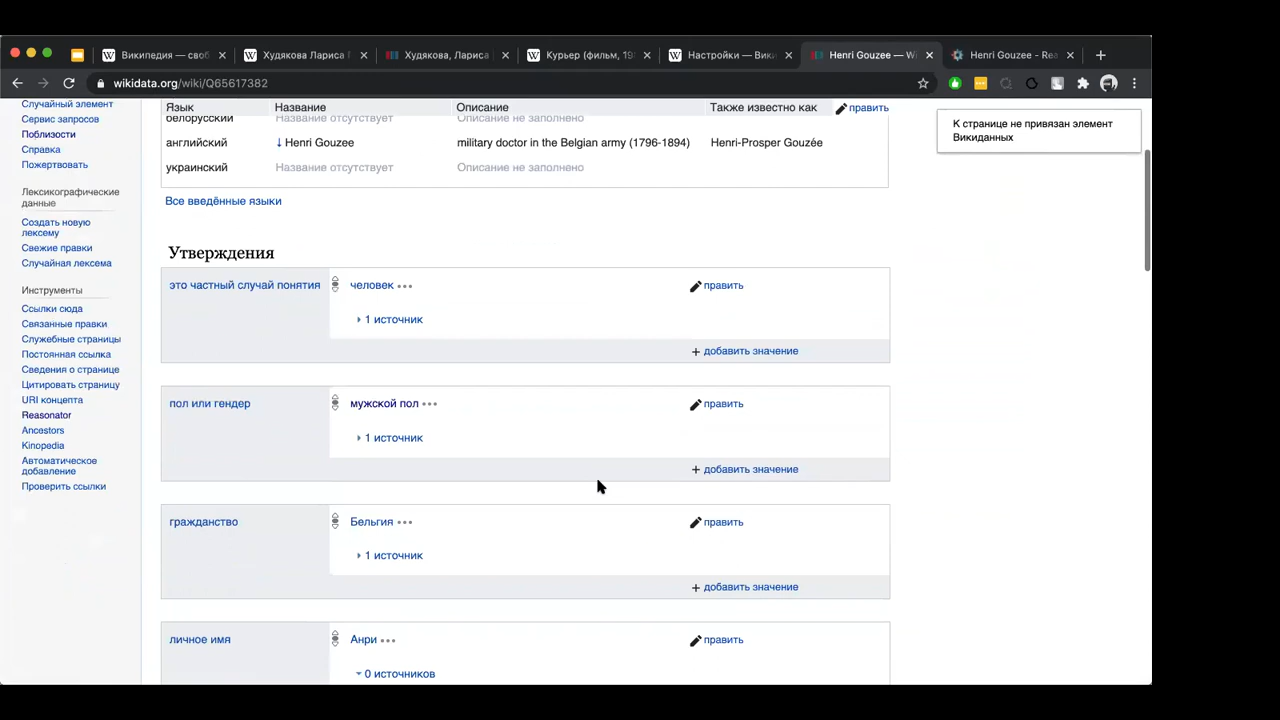 Википедия — своб
Худякова Лариса Г
Худякова, Лариса
Курьер (фильм, 19
Настройки — Вики
Henri Gouzee — Wi
Henri Gouzee - Rea
wikidata.org/wiki/Q65617382
Случайный элемент
Сервис запросов
Поблизости
Справка
Пожертвовать
Лексикографические
данные
Создать новую
лексему
Свежие правки
Случайная лексема
Инструменты
Ссылки сюда
Связанные правки
Служебные страницы
Постоянная ссылка
Сведения о странице
Цитировать страницу
URI концепта
Reasonator
Ancestors
Kinopedia
Автоматическое
добавление
Проверить ссылки
Язык Название Описание Также известно как править
белорусский Название отсутствует Описание не заполнено
английский ↓ Henri Gouzee military doctor in the Belgian army (1796-1894) Henri-Prosper Gouzée
украинский Название отсутствует Описание не заполнено
Все введённые языки
Утверждения
это частный случай понятия человек править
1 источник
+ добавить значение
пол или гендер мужской пол править
1 источник
+ добавить значение
гражданство Бельгия править
1 источник
+ добавить значение
личное имя Анри править
0 источников
К странице не привязан элемент
Викиданных